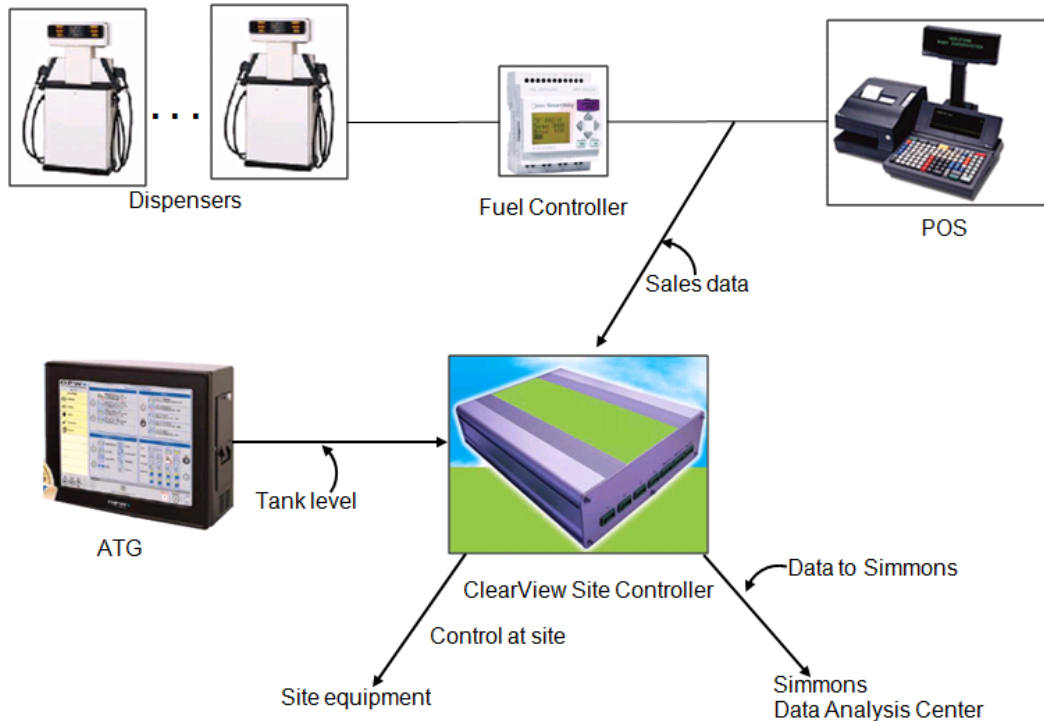 Dispensers
Fuel Controller
POS
Sales data
Tank level
ATG
ClearView Site Controller
Data to Simmons
Control at site
Site equipment
Simmons
Data Analysis Center